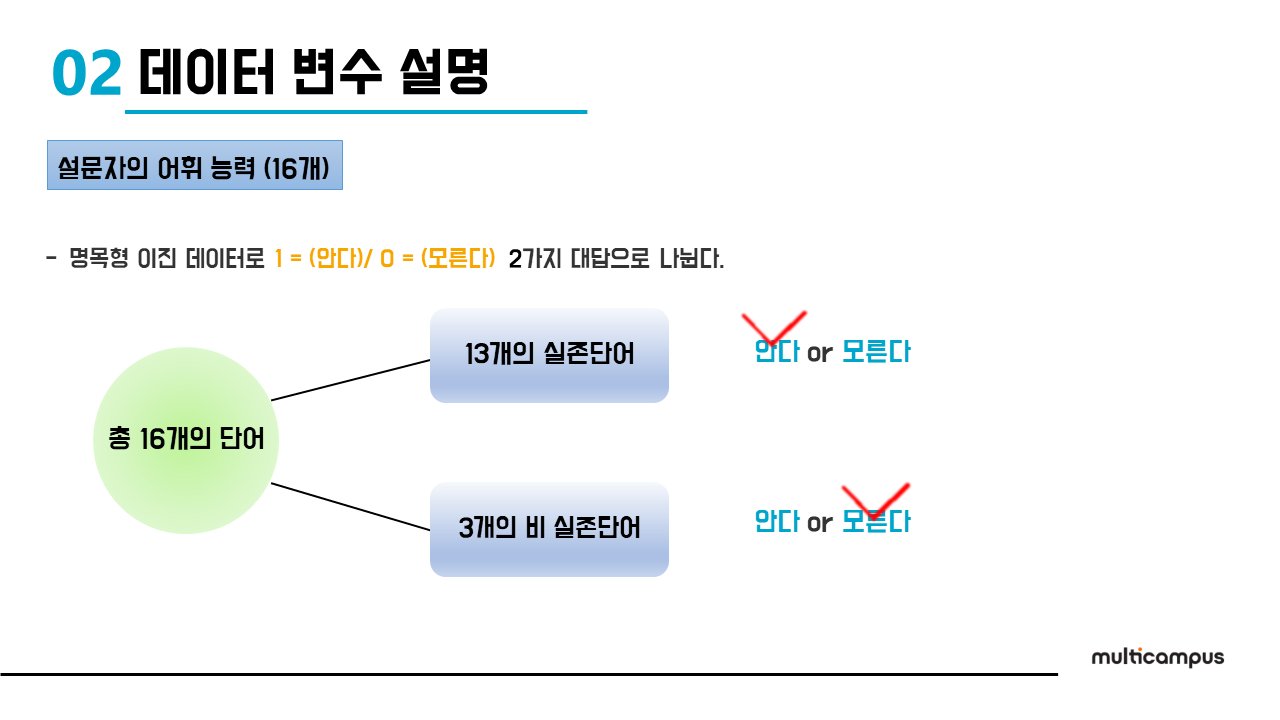 02 데이터 변수 설명
설문자의 어휘 능력 (16개)
- 명목형 이진 데이터로 1 = (안다)/ 0 = (모른다) 2가지 대답으로 나뉜다.
13개의 실존단어
안다 or 모른다
총 16개의 단어
3개의 비 실존단어
안다 or 모른다
multicampus